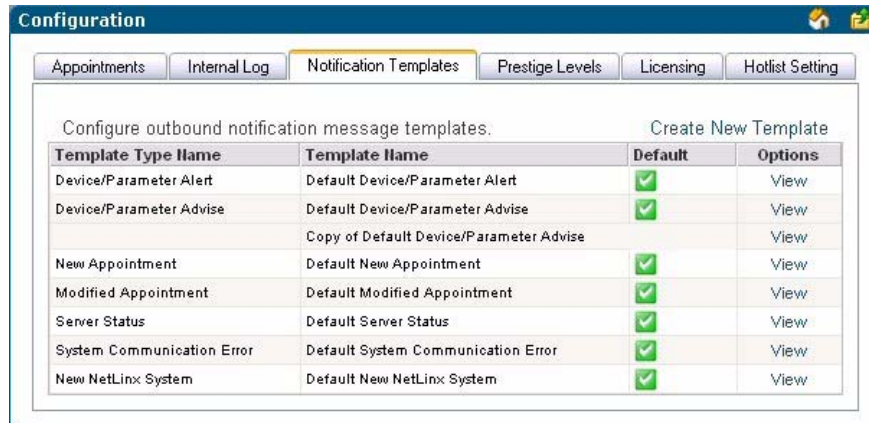 Configuration
Appointments Internal Log Notification Templates Prestige Levels Licensing Hotlist Setting
Configure outbound notification message templates. Create New Template
Template Type Name Template Name Default Options
Device/Parameter Alert Default Device/Parameter Alert View
Device/Parameter Advise Default Device/Parameter Advise View
Copy of Default Device/Parameter Advise View
New Appointment Default New Appointment View
Modified Appointment Default Modified Appointment View
Server Status Default Server Status View
System Communication Error Default System Communication Error View
New NetLinx System Default New NetLinx System View